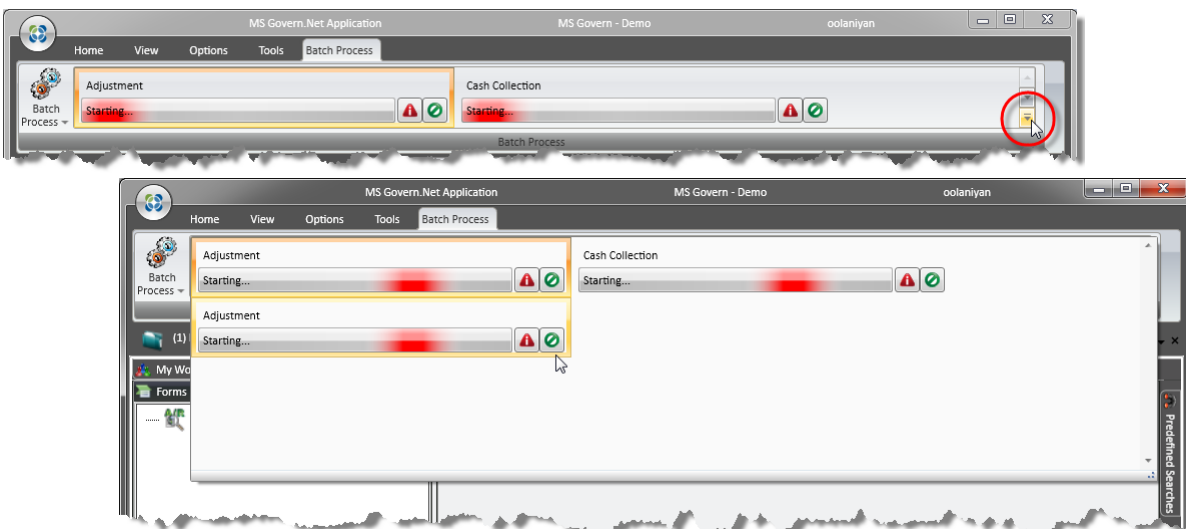 MS Govern.Net Application MS Govern - Demo oolaniyan
Home View Options Tools Batch Process
Adjustment Cash Collection
Batch Process
Starting... Starting...
Batch Process
MS Govern.Net Application MS Govern - Demo oolaniyan
Home View Options Tools Batch Process
Adjustment Cash Collection
Batch Process
Starting... Starting...
Adjustment
Starting...
(1)
My Wo
Forms
Predefined Searches